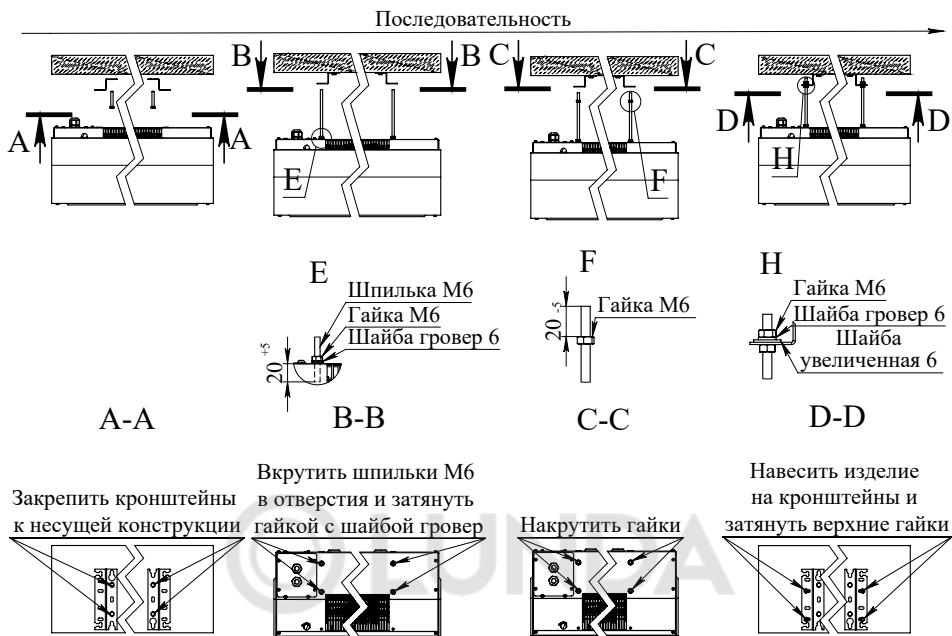 Последовательность
B B C C
A A D D
E F H
E
Шпилька М6
Гайка М6
Шайба гровер 6
20 +5
F
Гайка М6
20 -5
H
Гайка М6
Шайба гровер 6
Шайба
увеличенная 6
A-A
B-B
C-C
D-D
Закрепить кронштейны
к несущей конструкции
Вкрутить шпильки М6
в отверстия и затянуть
гайкой с шайбой гровер
Накрутить гайки
Навесить изделие
на кронштейны и
затянуть верхние гайки
© LUNDA